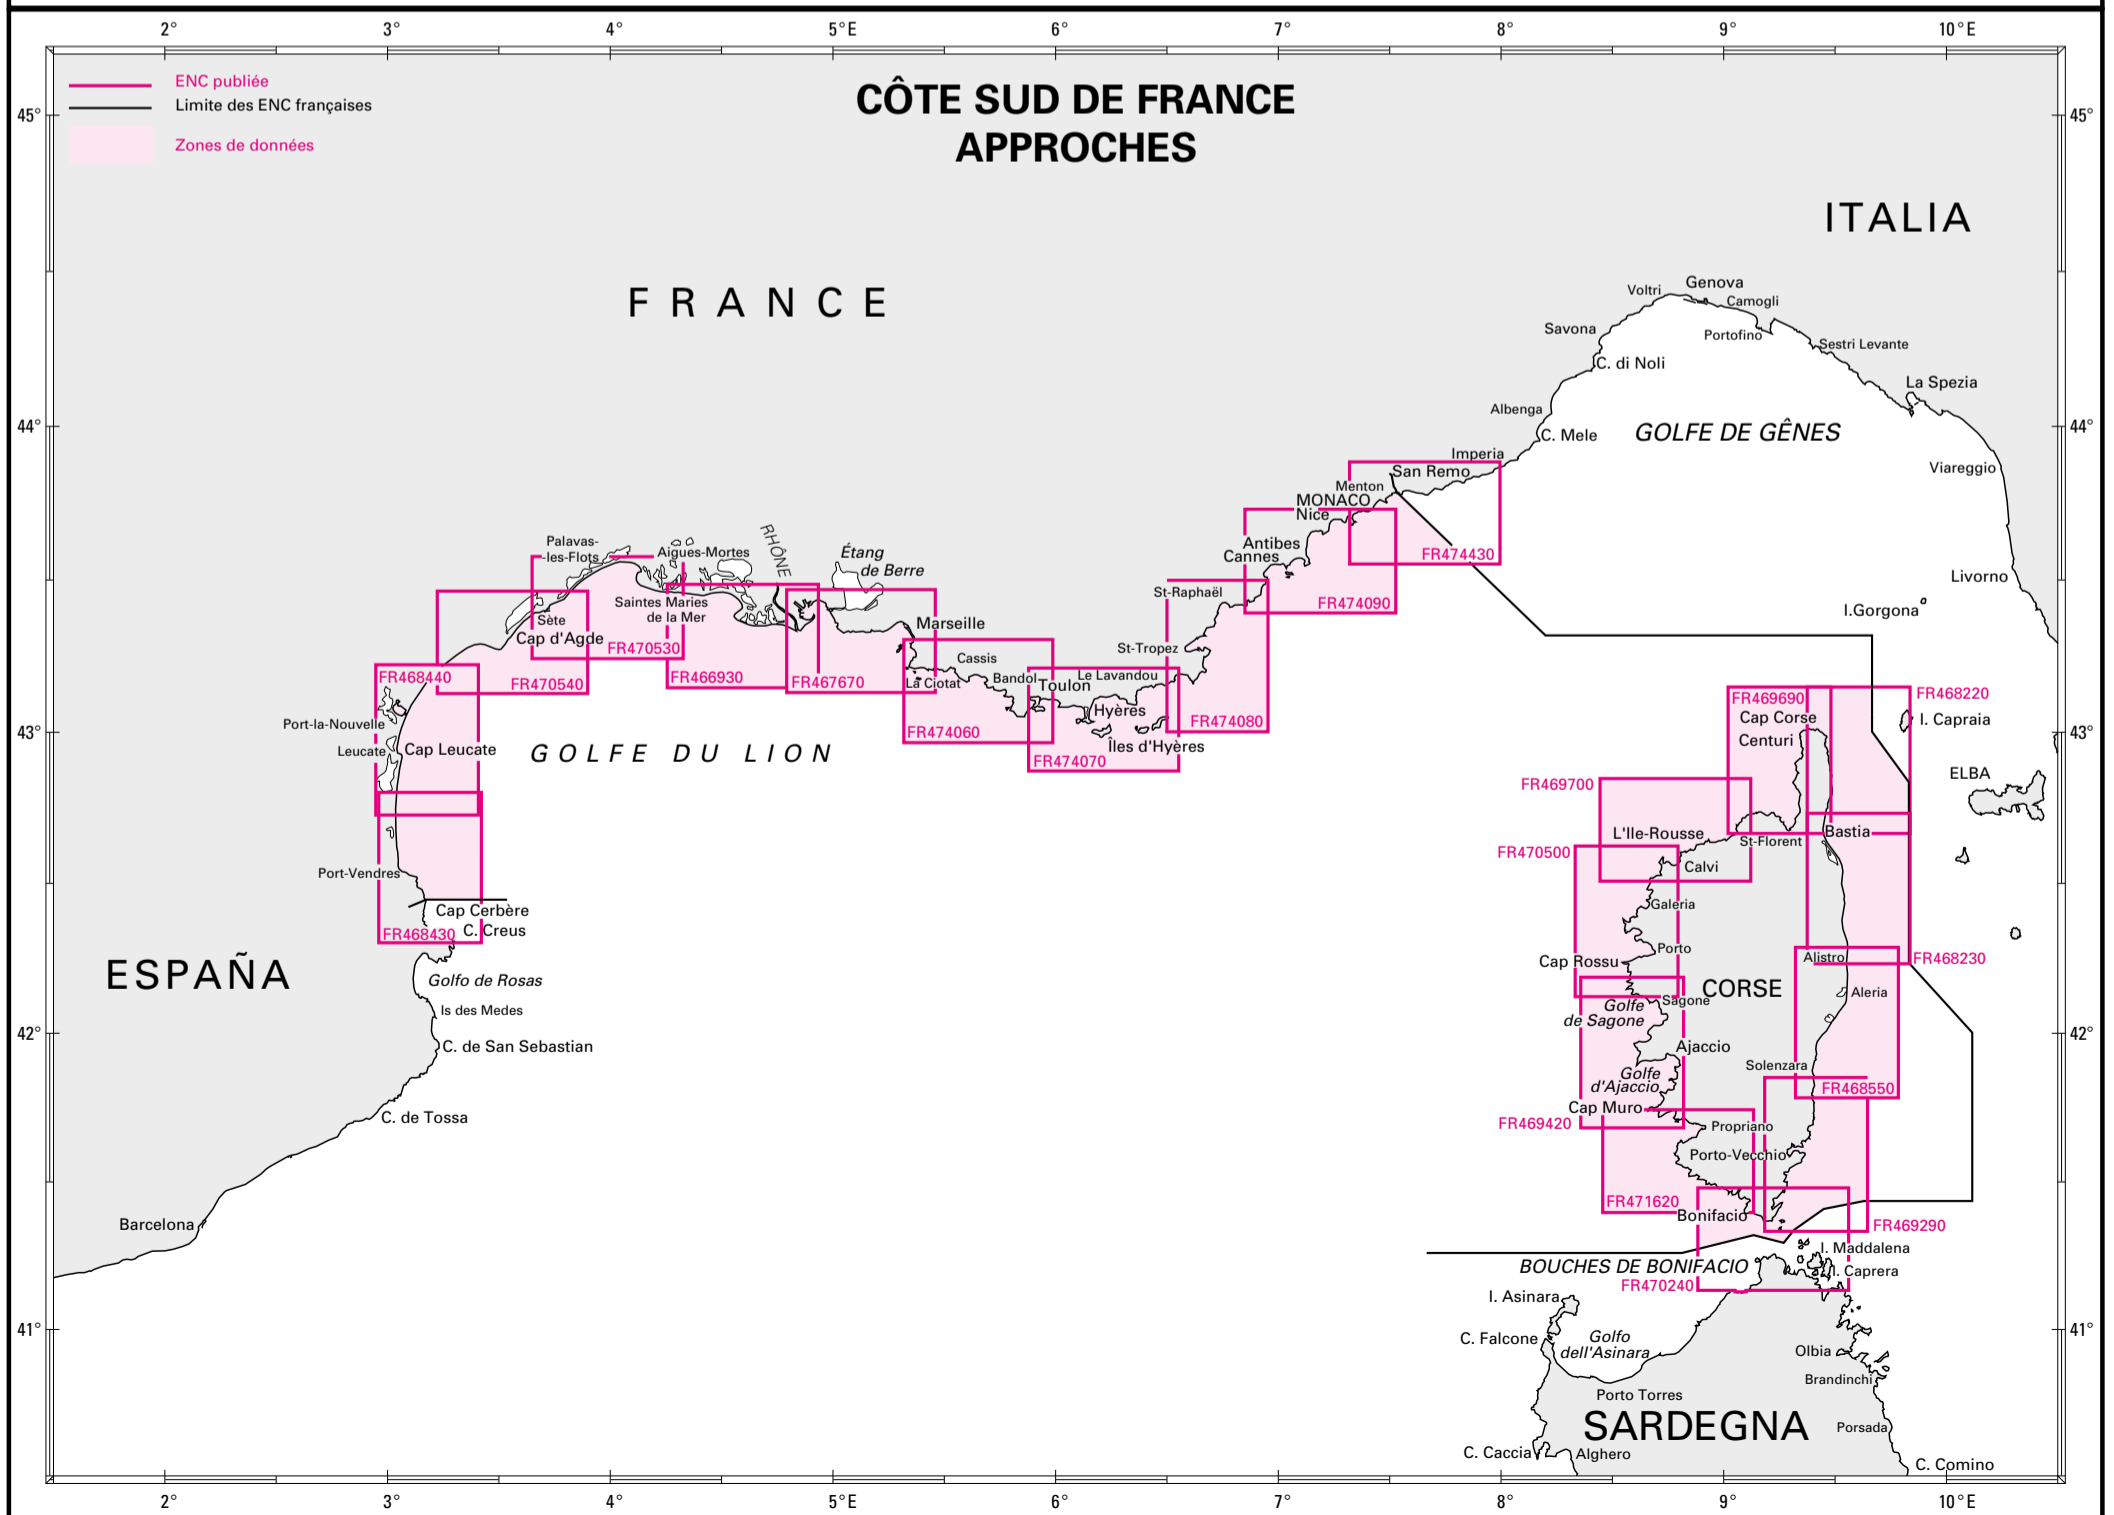 2° 3° 4° 5°E 6° 7° 8° 9° 10°E
ENC publiée
Limite des ENC françaises
Zones de données
CÔTE SUD DE FRANCE
APPROCHES
45° 45°
ITALIA
FRANCE
Genova
Voltri
Camogli
Savona
Portofino
Sestri Levante
C. di Noli
La Spezia
Albenga
44° 44°
C. Mele
GOLFE DE GÊNES
Imperia
Viareggio
San Remo
Menton
MONACO
Nice
RHÔNE
Palavas-
-les-Flots
Aigues-Mortes
Étang
de Berre
Antibes
Cannes
FR474430
Livorno
St-Raphaël
FR474090
I.Gorgona
Saintes Maries
de la Mer
Sète
Cap d'Agde
FR470530
Marseille
Cassis
St-Tropez
FR468440
FR470540
FR466930
FR467670
La Ciotat
Bandol
Toulon
Le Lavandou
Hyères
FR474080
Îles d'Hyères
FR474060
FR474070
FR469690
FR468220
Port-la-Nouvelle
Leucate
Cap Leucate
43° 43°
GOLFE DU LION
Cap Corse
Centuri
I. Capraia
ELBA
FR469700
L'Ile-Rousse
Bastia
St-Florent
FR470500
Calvi
Port-Vendres
Galeria
Cap Cerbère
C. Creus
FR468430
Porto
Cap Rossu
Alistro
FR468230
ESPAÑA
Golfo de Rosas
CORSE
Aleria
Sagone
Golfe
de Sagone
Is des Medes
42° 42°
C. de San Sebastian
Ajaccio
Solenzara
Golfe
d'Ajaccio
FR468550
Cap Muro
C. de Tossa
FR469420
Propriano
Porto-Vecchio
FR471620
Bonifacio
Barcelona
FR469290
I. Maddalena
BOUCHES DE BONIFACIO
I. Caprera
FR470240
I. Asinara
41° 41°
C. Falcone
Golfo
dell'Asinara
Olbia
Brandinchi
Porto Torres
SARDEGNA
Porsada
C. Caccia
Alghero
C. Comino
2° 3° 4° 5°E 6° 7° 8° 9° 10°E